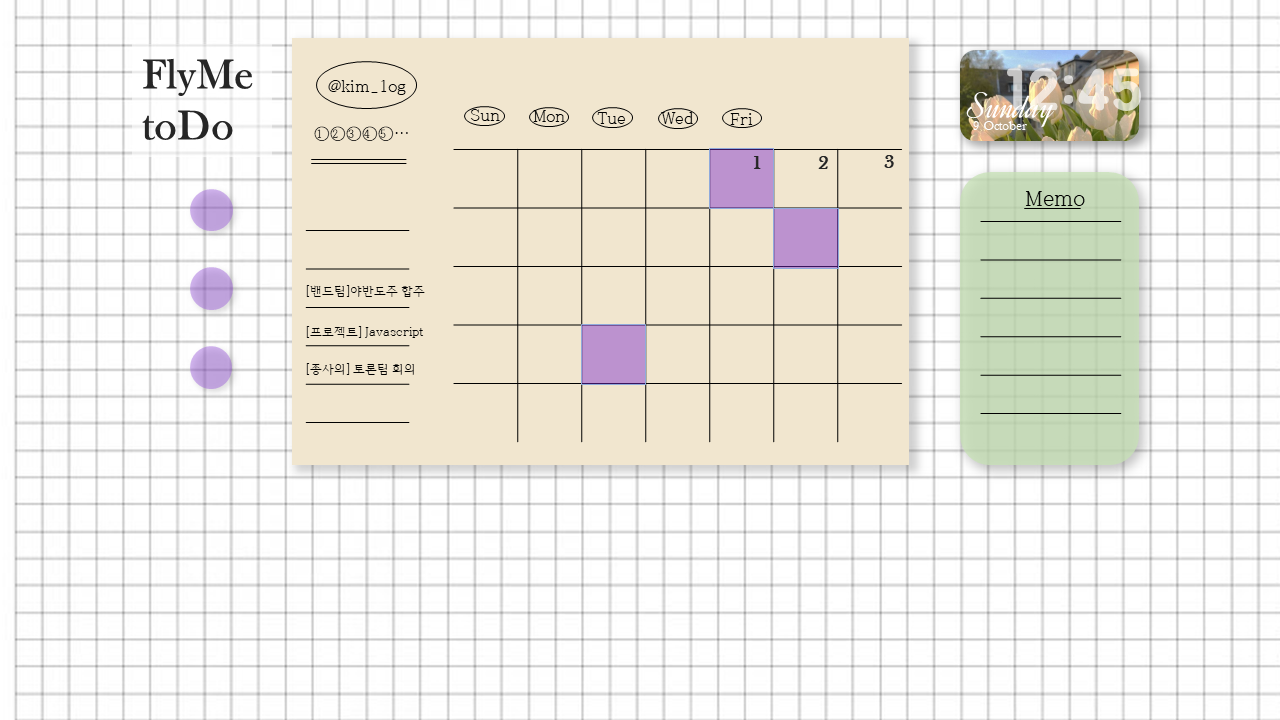 FlyMe
toDo
@kim_log
①②③④⑤···
[밴드팀]야반도주 합주
[프로젝트] Javascript
[종사의] 토론팀 회의
Sun Mon Tue Wed Fri
1 2 3
12:45
Sunday
9 October
Memo